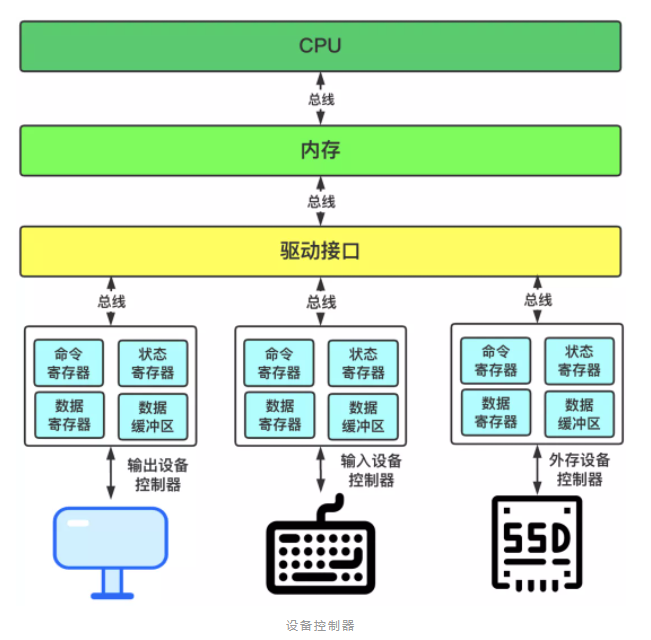 CPU
总线
内存
总线
驱动接口
总线
总线
总线
命令
寄存器
状态
寄存器
数据
寄存器
数据
缓冲区
命令
寄存器
状态
寄存器
数据
寄存器
数据
缓冲区
命令
寄存器
状态
寄存器
数据
寄存器
数据
缓冲区
输出设备
控制器
输入设备
控制器
外存设备
控制器
SSD
设备控制器